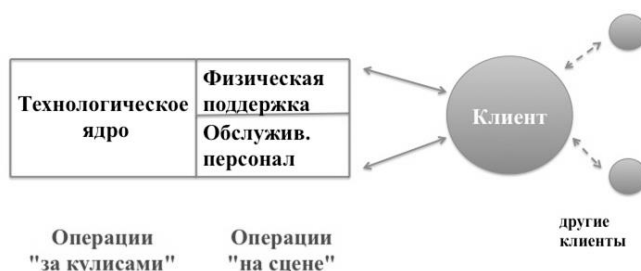 Технологическое
ядро
Физическая
поддержка
Обслужив.
персонал
Клиент
другие
клиенты
Операции
"за кулисами"
Операции
"на сцене"